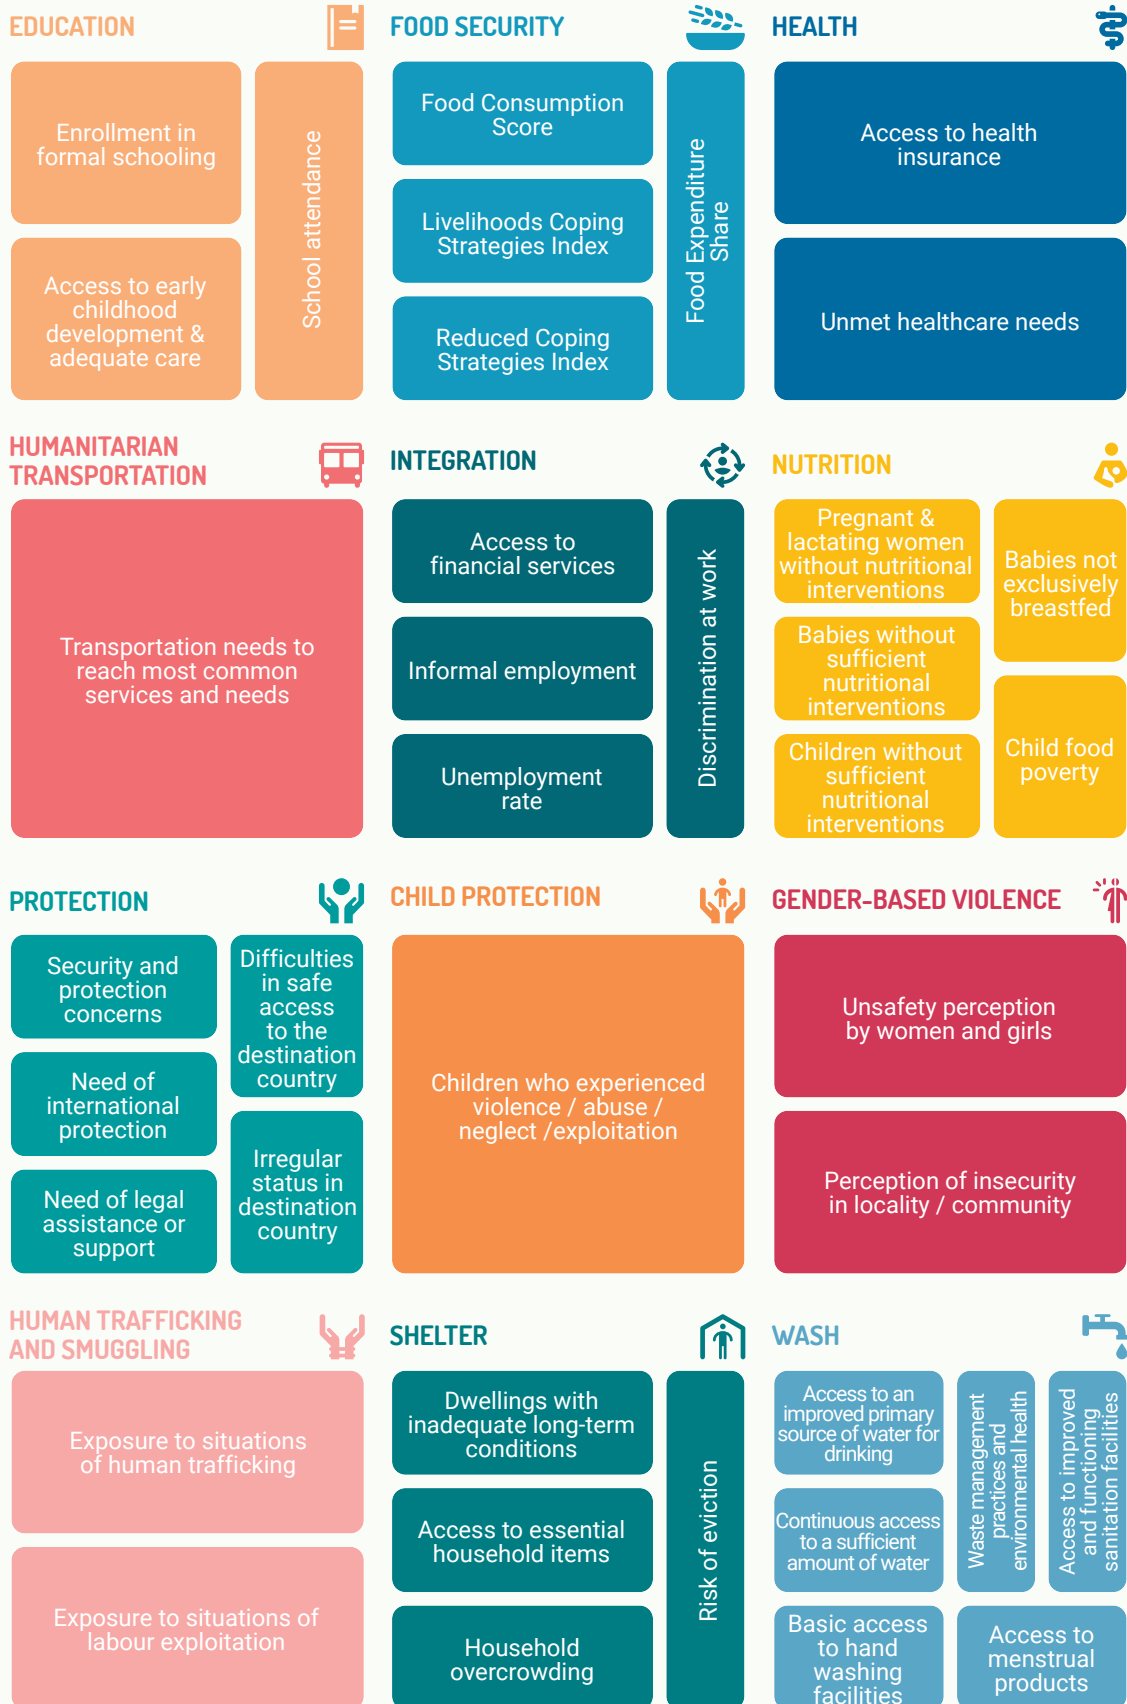 EDUCATION
Enrollment in
formal schooling
Access to early
childhood
development &
adequate care
School attendance
FOOD SECURITY
Food Consumption
Score
Livelihoods Coping
Strategies Index
Reduced Coping
Strategies Index
Food Expenditure
Share
HEALTH
Access to health
insurance
Unmet healthcare needs
HUMANITARIAN
TRANSPORTATION
Transportation needs to
reach most common
services and needs
INTEGRATION
Access to
financial services
Informal employment
Unemployment
rate
Discrimination at work
NUTRITION
Pregnant &
lactating women
without nutritional
interventions
Babies without
sufficient
nutritional
interventions
Children without
sufficient
nutritional
interventions
Babies not
exclusively
breastfed
Child food
poverty
PROTECTION
Security and
protection
concerns
Need of
international
protection
Need of legal
assistance or
support
Difficulties
in safe
access
to the
destination
country
Irregular
status in
destination
country
CHILD PROTECTION
Children who experienced
violence / abuse /
neglect /exploitation
GENDER-BASED VIOLENCE
Unsafety perception
by women and girls
Perception of insecurity
in locality / community
HUMAN TRAFFICKING
AND SMUGGLING
Exposure to situations
of human trafficking
Exposure to situations of
labour exploitation
SHELTER
Dwellings with
inadequate long-term
conditions
Access to essential
household items
Household
overcrowding
Risk of eviction
WASH
Access to an
improved primary
source of water for
drinking
Continuous access
to a sufficient
amount of water
Basic access
to hand
washing
facilities
Waste management
practices and
environmental health
Access to improved
and functioning
sanitation facilities
Access to
menstrual
products